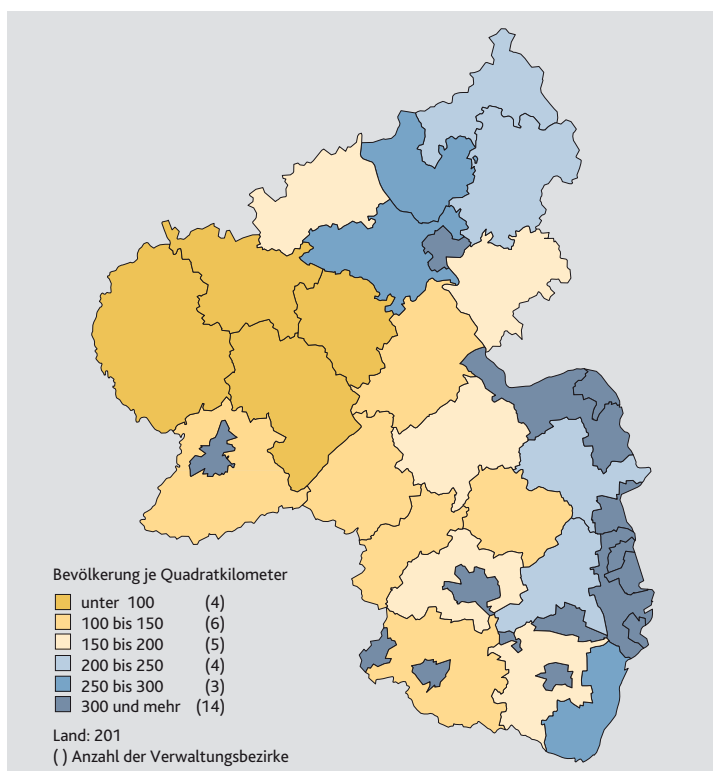 Bevölkerung je Quadratkilometer
unter 100 (4)
100 bis 150 (6)
150 bis 200 (5)
200 bis 250 (4)
250 bis 300 (3)
300 und mehr (14)
Land: 201
( ) Anzahl der Verwaltungsbezirke